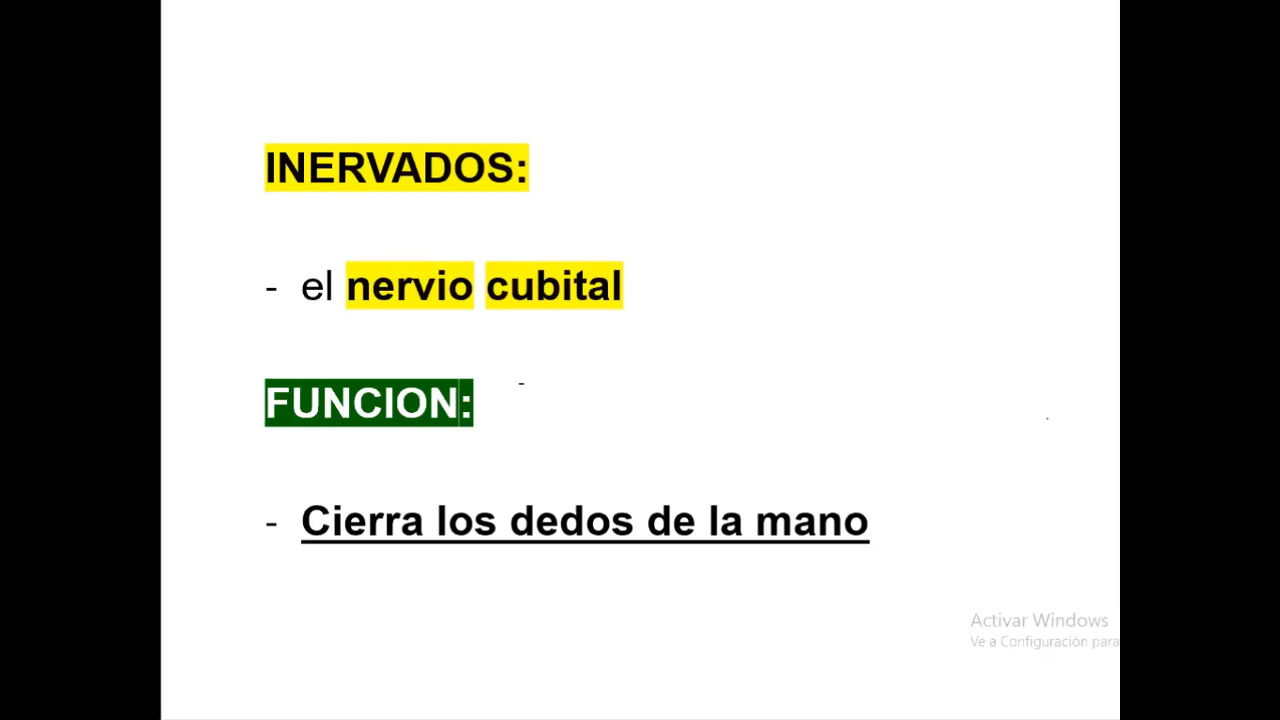 INERVADOS:
- el nervio cubital
FUNCION:
-
- Cierra los dedos de la mano
Activar Windows
Ve a Configuración para